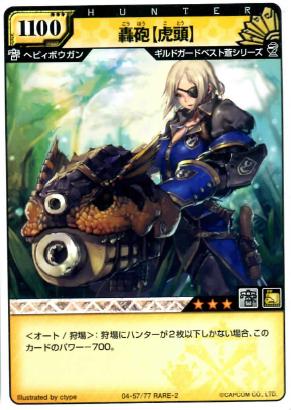 HUNTER
1100
ごうほう ことう
轟砲【虎頭】
ヘビィボウガン
ギルドガードベスト蒼シリーズ
<オート / 狩場>：狩場にハンターが2枚以下しかない場合、この
カードのパワー−700。
Illustrated by ctype
04-57/77 RARE-2
©CAPCOM CO., LTD.